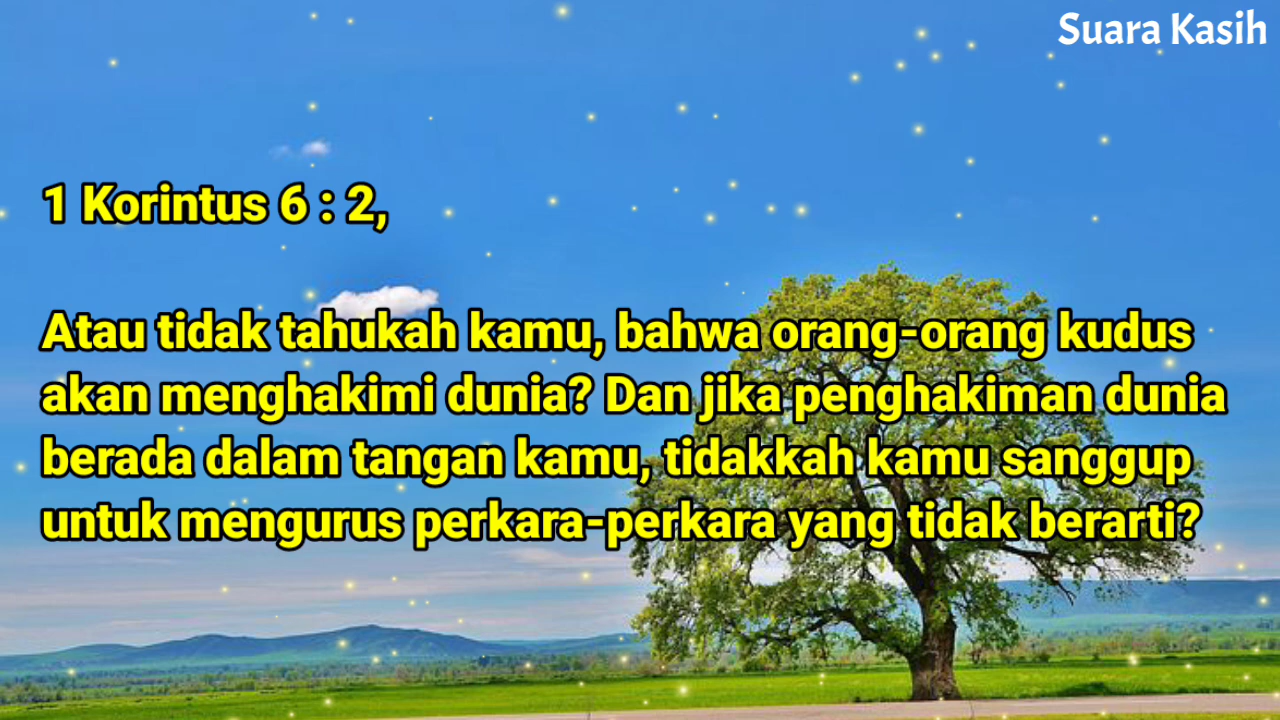 Suara Kasih
1 Korintus 6 : 2,
Atau tidak tahukah kamu, bahwa orang-orang kudus
akan menghakimi dunia? Dan jika penghakiman dunia
berada dalam tangan kamu, tidakkah kamu sanggup
untuk mengurus perkara-perkara yang tidak berarti?